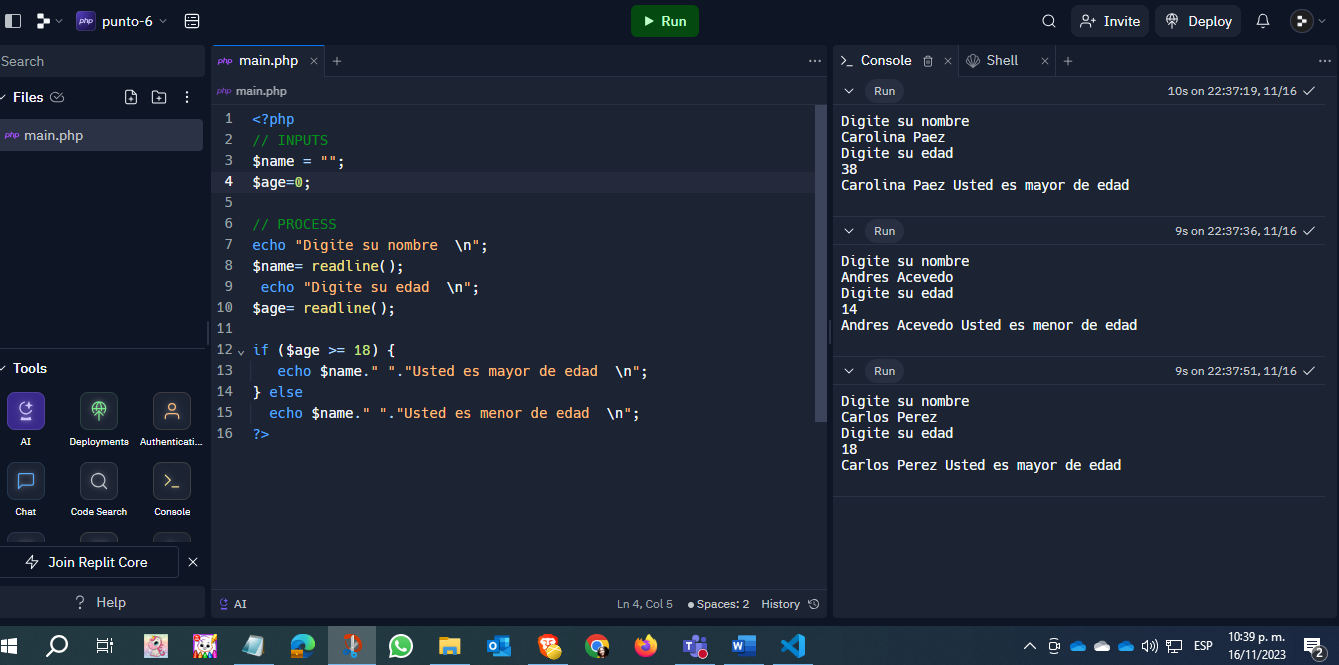 php punto-6
Run
Invite
Deploy
Search
Files
php main.php
Tools
AI
Deployments
Authenticati...
Chat
Code Search
Console
Join Replit Core
? Help
php main.php
php main.php
1 <?php
2 // INPUTS
3 $name = "";
4 $age=0;
5
6 // PROCESS
7 echo "Digite su nombre  \n";
8 $name= readline();
9  echo "Digite su edad  \n";
10 $age= readline();
11
12 if ($age >= 18) {
13    echo $name." "."Usted es mayor de edad  \n";
14 } else
15   echo $name." "."Usted es menor de edad  \n";
16 ?>
AI
Ln 4, Col 5
Spaces: 2
History
Console
Shell
Run
10s on 22:37:19, 11/16
Digite su nombre
Carolina Paez
Digite su edad
38
Carolina Paez Usted es mayor de edad
Run
9s on 22:37:36, 11/16
Digite su nombre
Andres Acevedo
Digite su edad
14
Andres Acevedo Usted es menor de edad
Run
9s on 22:37:51, 11/16
Digite su nombre
Carlos Perez
Digite su edad
18
Carlos Perez Usted es mayor de edad
ESP
10:39 p. m.
16/11/2023
2